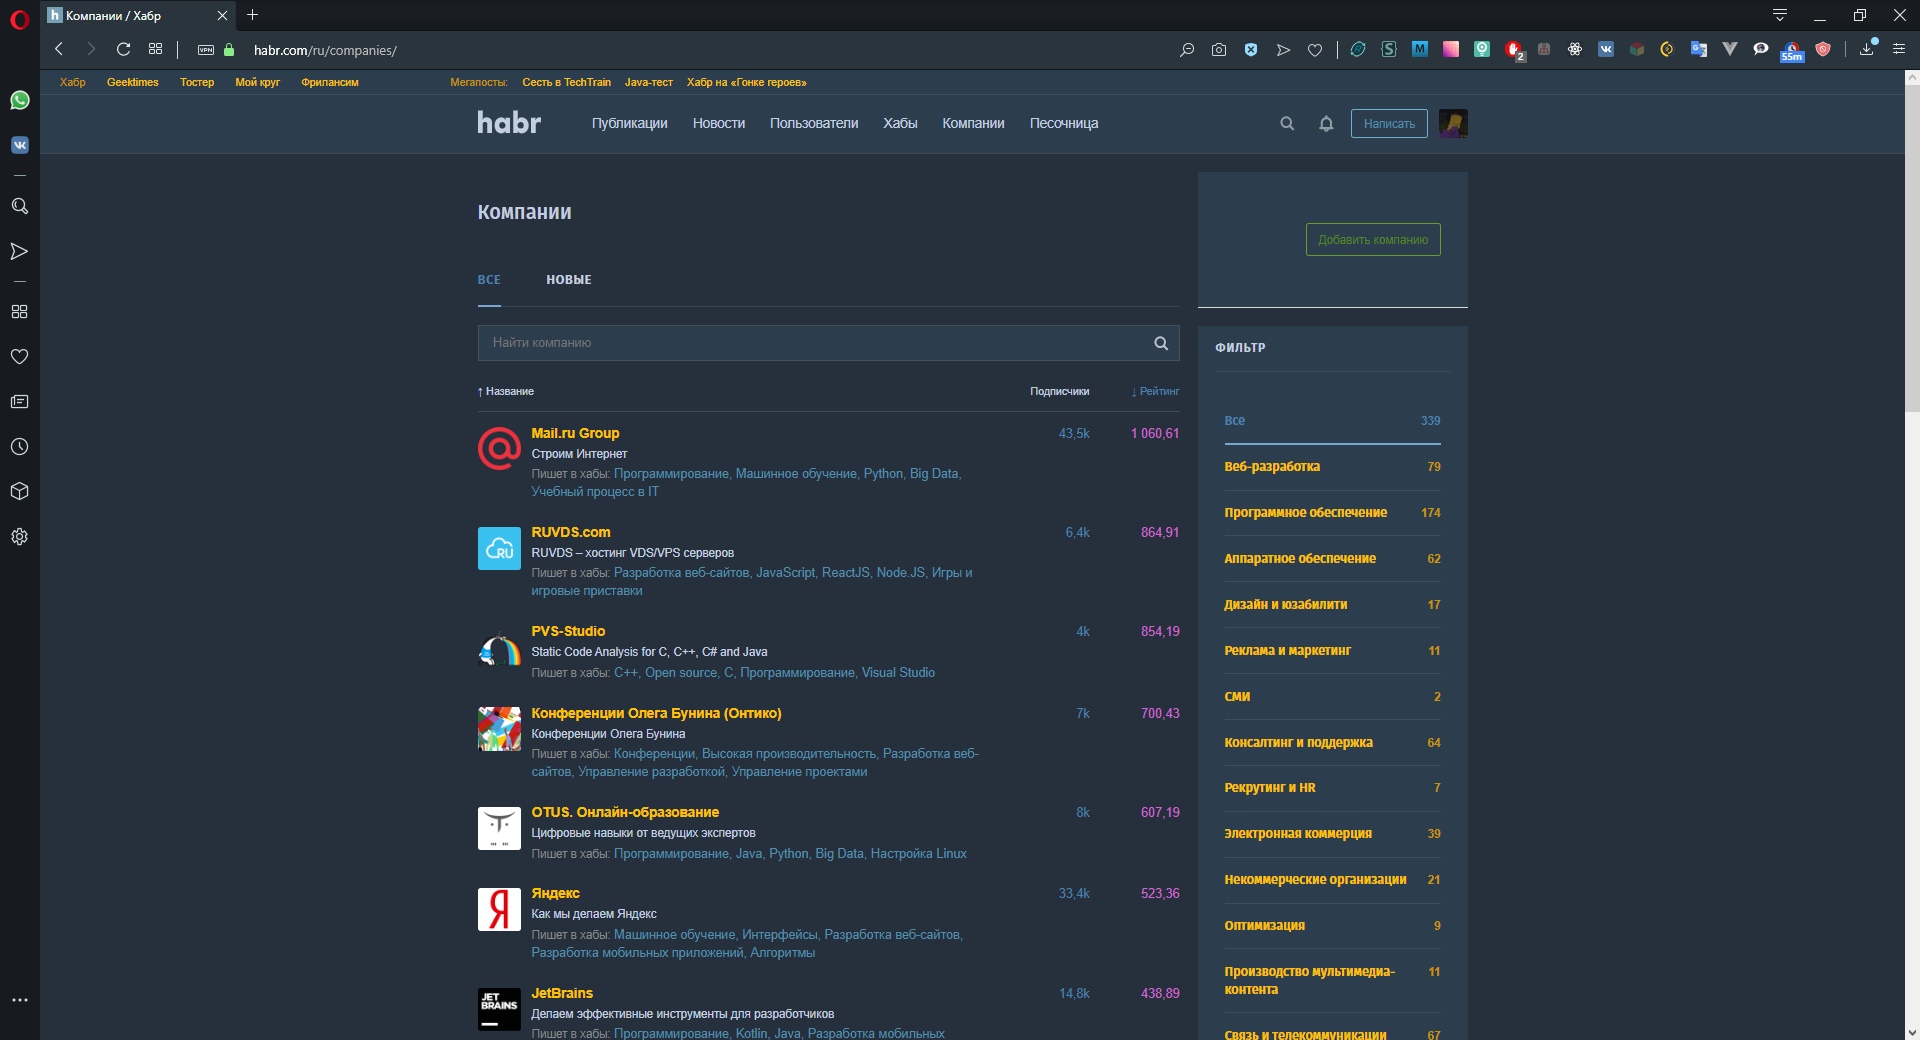 h Компании / Хабр
VPN habr.com/ru/companies/
2
55m
Хабр Geektimes Тостер Мой круг Фрилансим Мегапосты: Сесть в TechTrain Java-тест Хабр на «Гонке героев»
habr Публикации Новости Пользователи Хабы Компании Песочница Написать
Компании
Добавить компанию
ВСЕ НОВЫЕ
Найти компанию
↑ Название Подписчики ↓ Рейтинг
Mail.ru Group 43,5k 1 060,61
Строим Интернет
Пишет в хабы: Программирование, Машинное обучение, Python, Big Data,
Учебный процесс в IT
RU
RUVDS.com 6,4k 864,91
RUVDS – хостинг VDS/VPS серверов
Пишет в хабы: Разработка веб-сайтов, JavaScript, ReactJS, Node.JS, Игры и
игровые приставки
PVS-Studio 4k 854,19
Static Code Analysis for C, C++, C# and Java
Пишет в хабы: C++, Open source, C, Программирование, Visual Studio
Конференции Олега Бунина (Онтико) 7k 700,43
Конференции Олега Бунина
Пишет в хабы: Конференции, Высокая производительность, Разработка веб-
сайтов, Управление разработкой, Управление проектами
OTUS. Онлайн-образование 8k 607,19
Цифровые навыки от ведущих экспертов
Пишет в хабы: Программирование, Java, Python, Big Data, Настройка Linux
Я
Яндекс 33,4k 523,36
Как мы делаем Яндекс
Пишет в хабы: Машинное обучение, Интерфейсы, Разработка веб-сайтов,
Разработка мобильных приложений, Алгоритмы
JET
BRAINS
JetBrains 14,8k 438,89
Делаем эффективные инструменты для разработчиков
Пишет в хабы: Программирование, Kotlin, Java, Разработка мобильных
ФИЛЬТР
Все 339
Веб-разработка 79
Программное обеспечение 174
Аппаратное обеспечение 62
Дизайн и юзабилити 17
Реклама и маркетинг 11
СМИ 2
Консалтинг и поддержка 64
Рекрутинг и HR 7
Электронная коммерция 39
Некоммерческие организации 21
Оптимизация 9
Производство мультимедиа-
контента 11
Связь и телекоммуникации 67